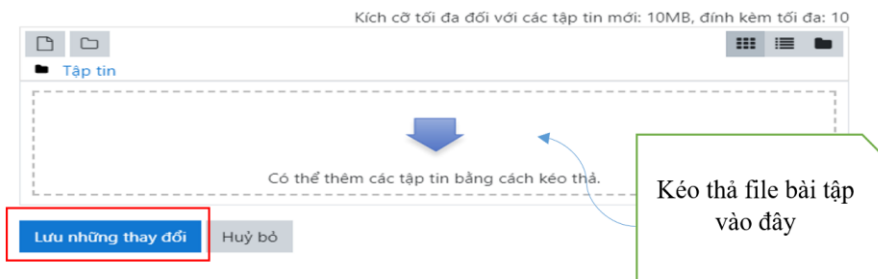 Kích cỡ tối đa đối với các tập tin mới: 10MB, đính kèm tối đa: 10
Tập tin
Có thể thêm các tập tin bằng cách kéo thả.
Kéo thả file bài tập
vào đây
Lưu những thay đổi
Huỷ bỏ